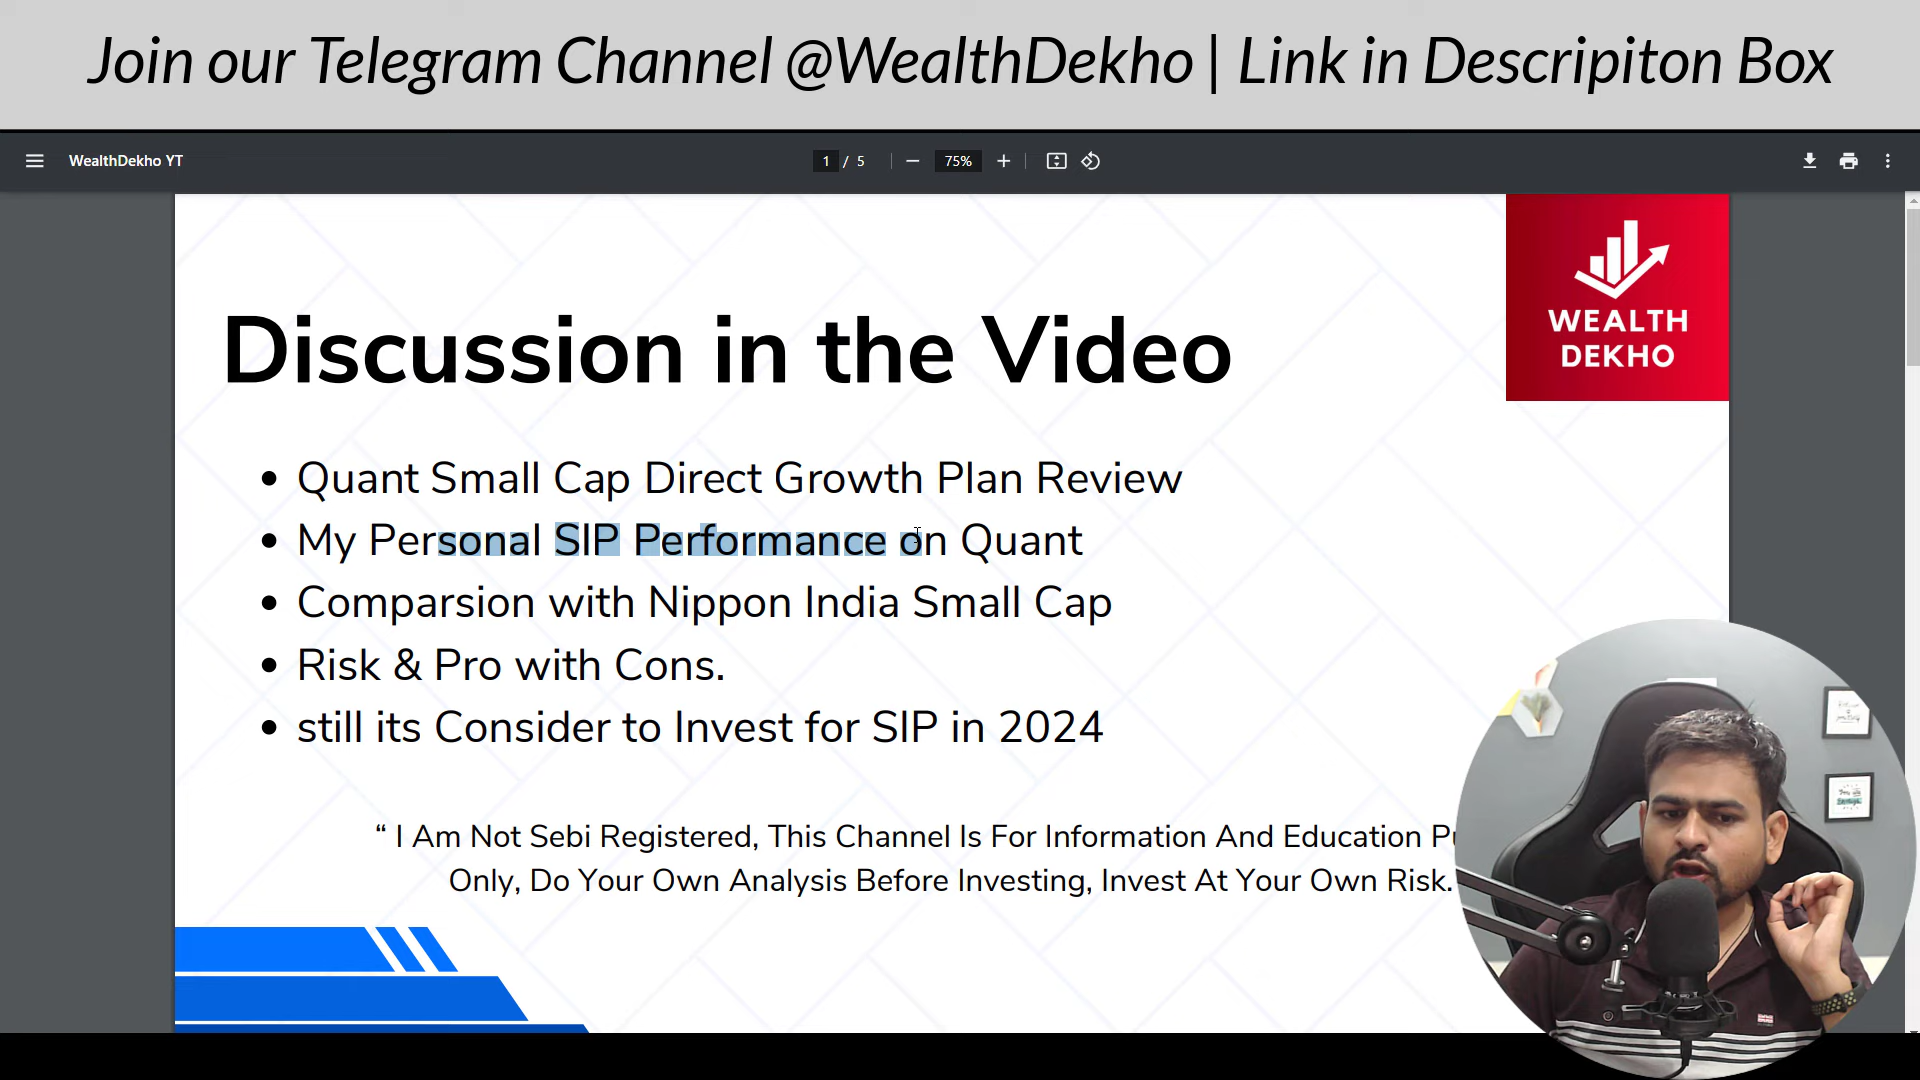 Join our Telegram Channel @WealthDekho | Link in Descripiton Box
WealthDekho YT
1 / 5
75%
WEALTH
DEKHO
Discussion in the Video
• Quant Small Cap Direct Growth Plan Review
• My Personal SIP Performance on Quant
• Comparsion with Nippon India Small Cap
• Risk & Pro with Cons.
• still its Consider to Invest for SIP in 2024
“ I Am Not Sebi Registered, This Channel Is For Information And Education
Only, Do Your Own Analysis Before Investing, Invest At Your Own Risk.